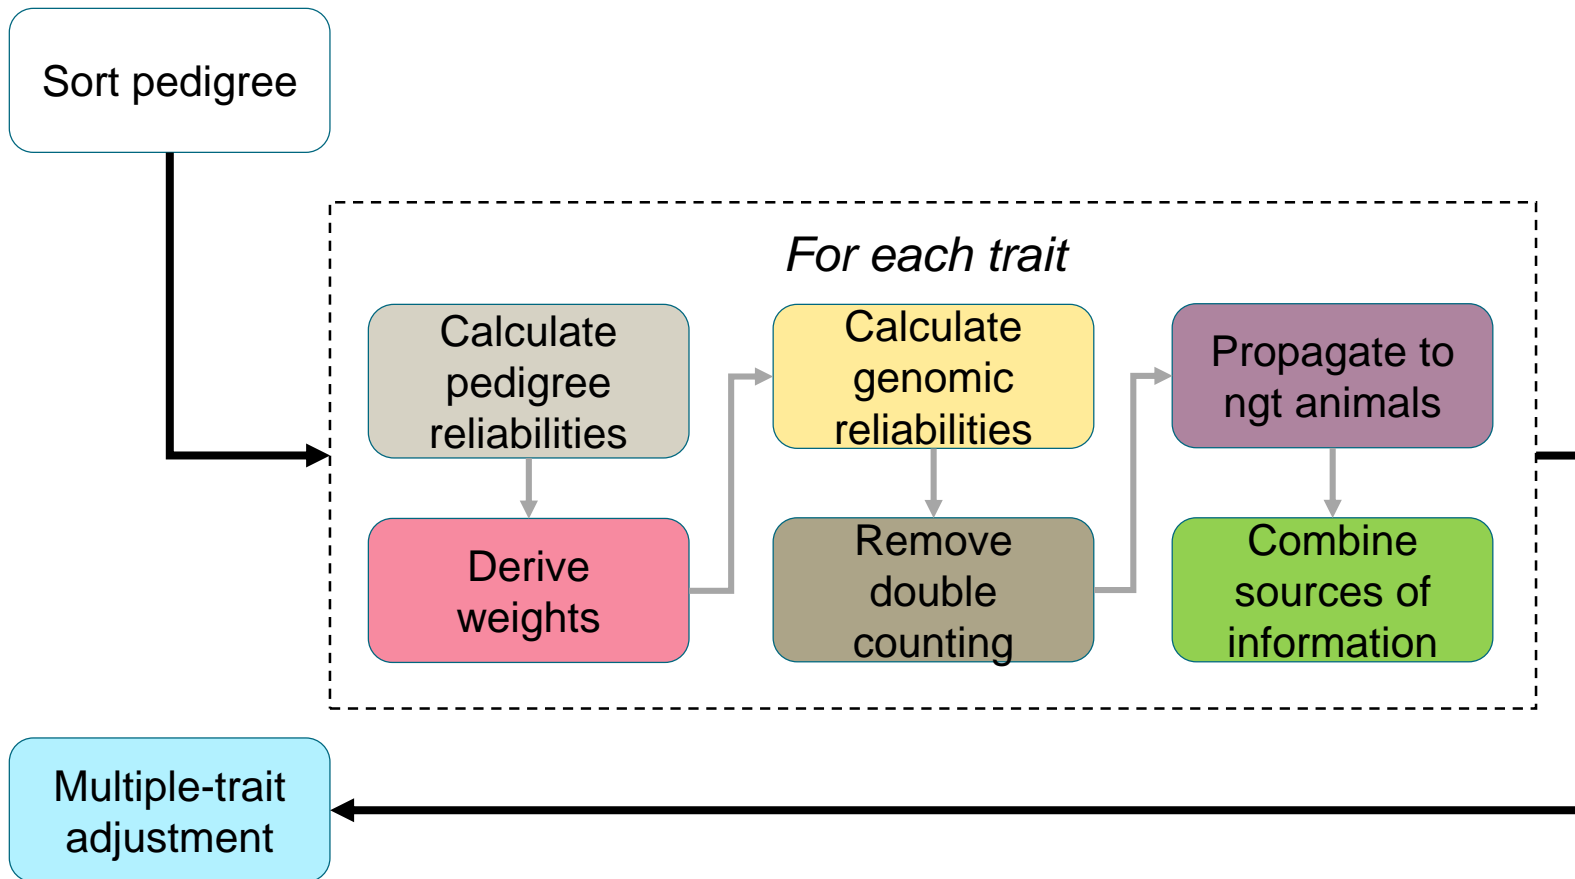 Sort pedigree
For each trait
Calculate
pedigree
reliabilities
Derive
weights
Calculate
genomic
reliabilities
Remove
double
counting
Propagate to
ngt animals
Combine
sources of
information
Multiple-trait
adjustment